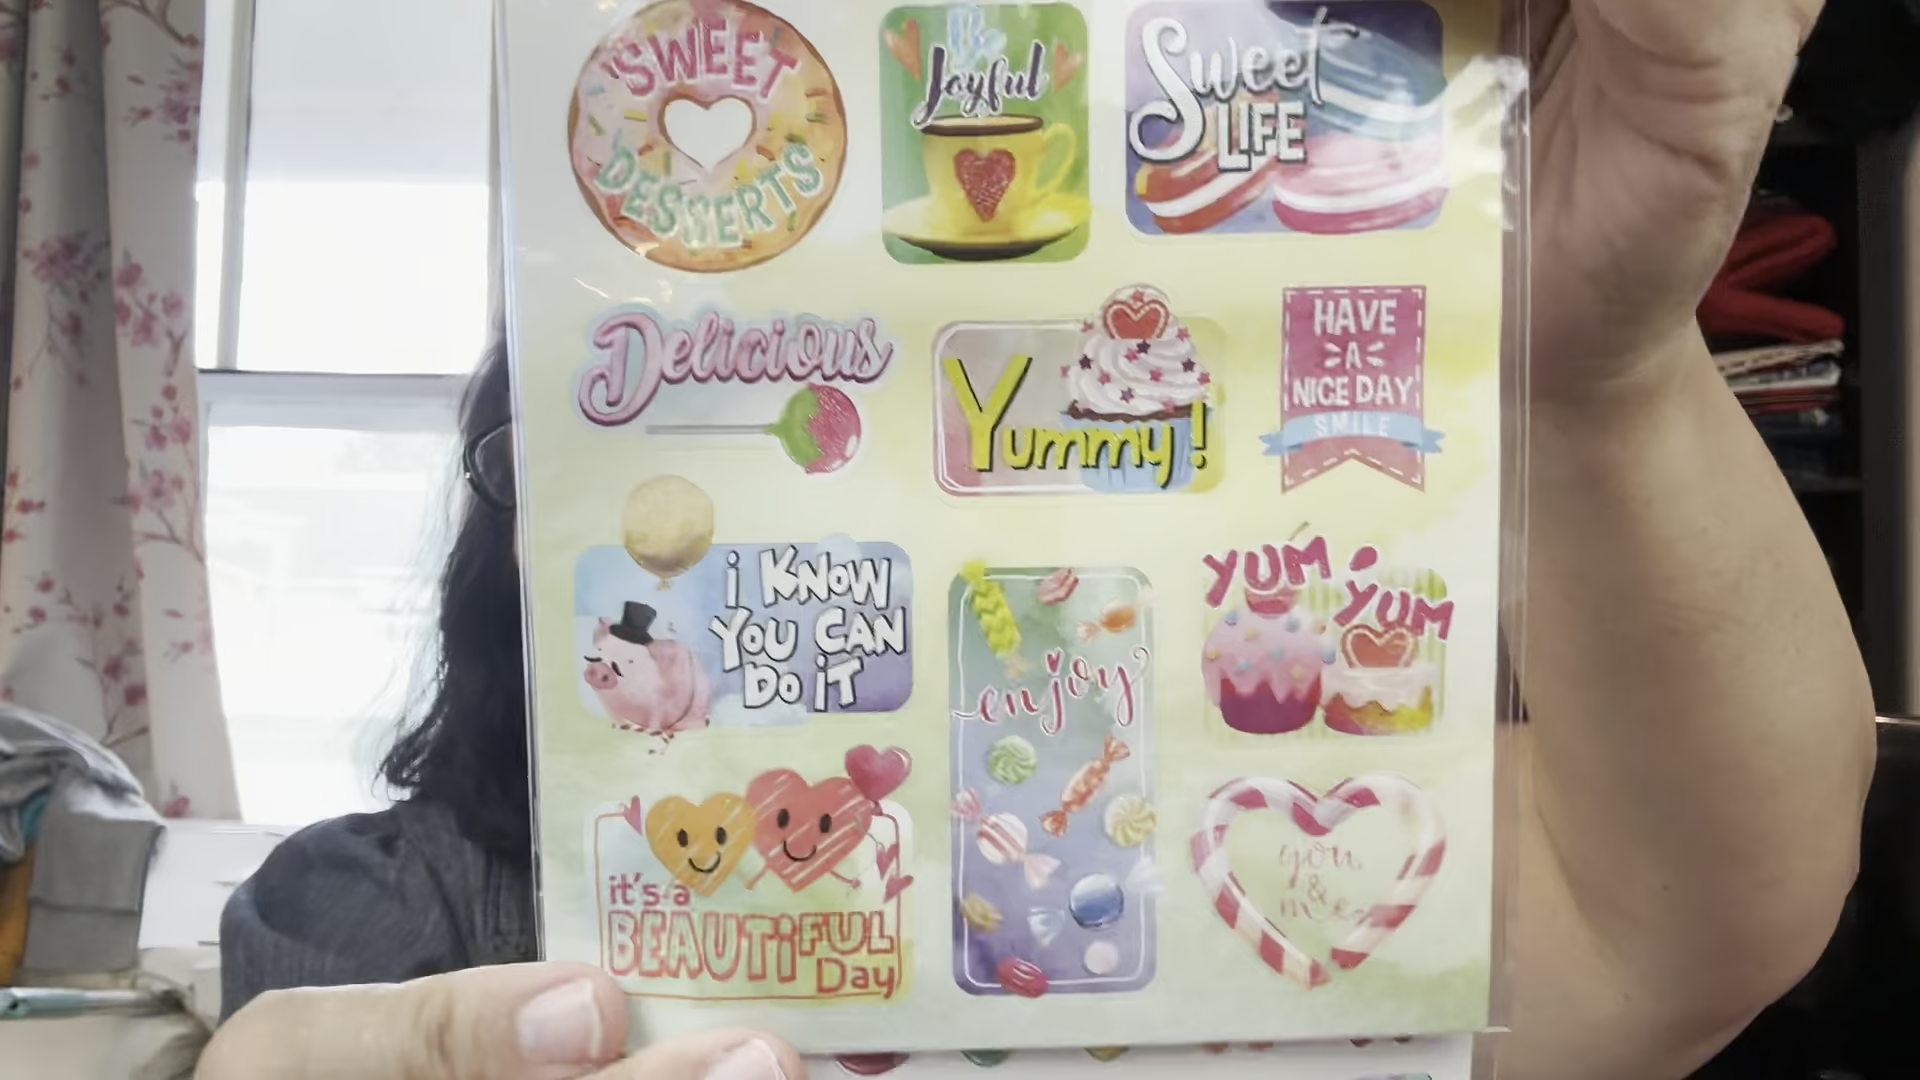 SWEET
DESSERTS
Be
Joyful
Sweet
LIFE
Delicious
Yummy!
HAVE
A
NICE DAY
SMILE
i KNOW
YOU CAN
DO iT
enjoy
YUM
YUM
it's a
BEAUTiFUL
Day
you
&
me